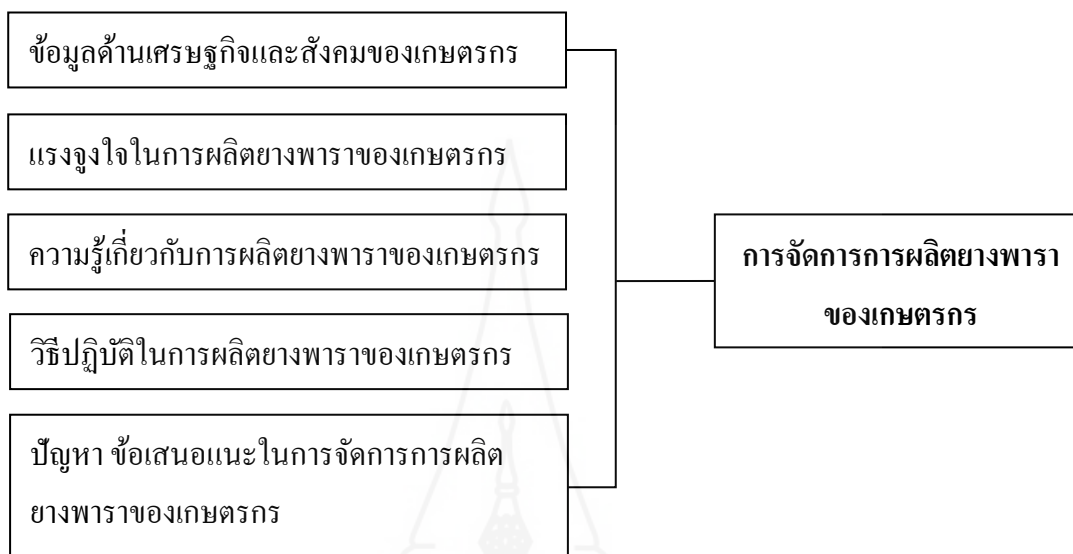 ข้อมูลด้านเศรษฐกิจและสังคมของเกษตรกร
แรงจูงใจในการผลิตยางพาราของเกษตรกร
ความรู้เกี่ยวกับการผลิตยางพาราของเกษตรกร
วิธีปฏิบัติในการผลิตยางพาราของเกษตรกร
ปัญหา ข้อเสนอแนะในการจัดการการผลิต
ยางพาราของเกษตรกร
การจัดการการผลิตยางพารา
ของเกษตรกร